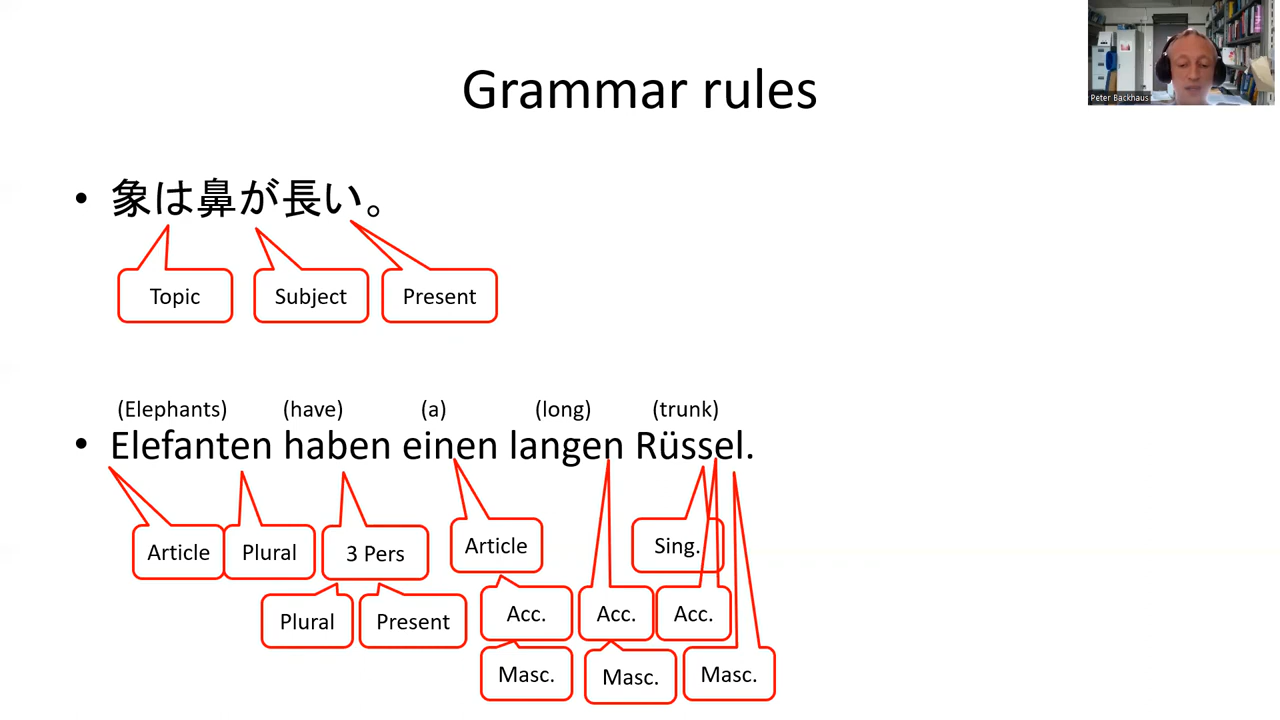 Grammar rules
Peter Backhaus
• 象は鼻が長い。
Topic Subject Present
(Elephants) (have) (a) (long) (trunk)
• Elefanten haben einen langen Rüssel.
Article Plural 3 Pers Article Sing.
Plural Present Acc. Acc. Acc.
Masc. Masc. Masc.